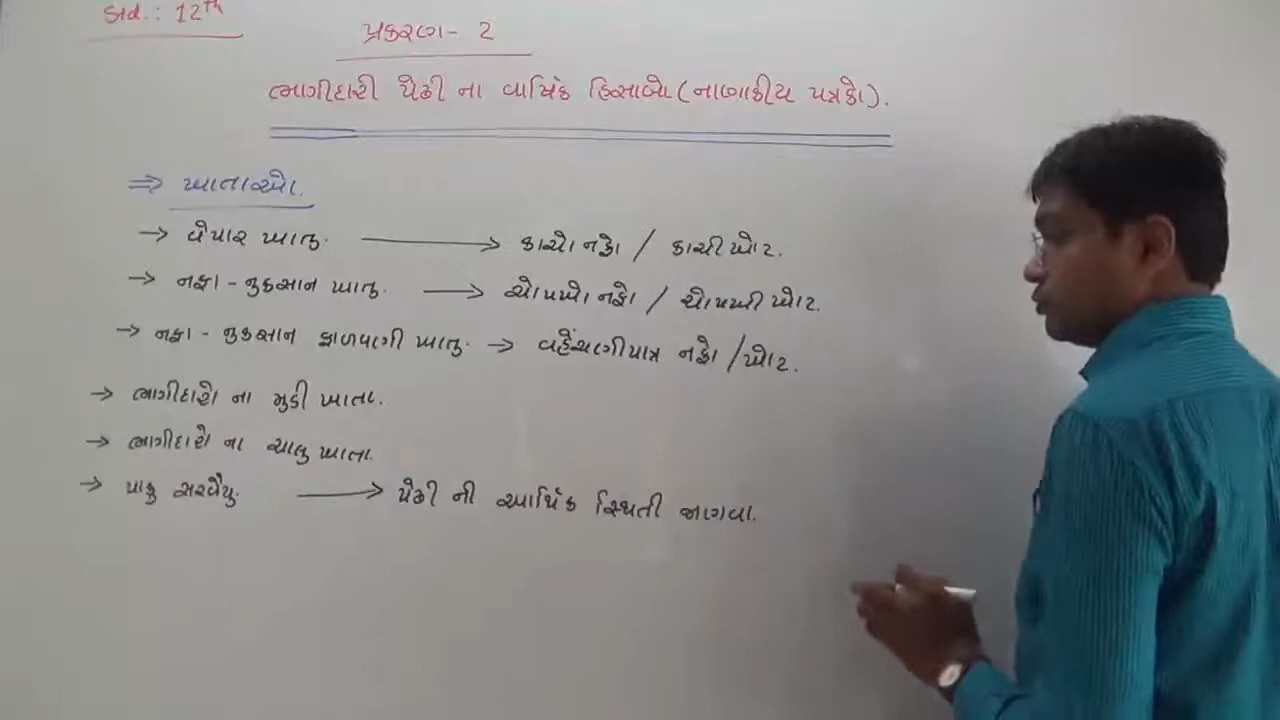 Std.: 12th
પ્રકરણ- 2
ભાગીદારી પેઢી ના વાર્ષિક હિસાબો (નાણાકીય પત્રકો).
⇒ ખાતાઓ.
→ વેપાર ખાતુ. → કાચો નફો / કાચી ખોટ.
→ નફા - નુકસાન ખાતુ. → ચોખ્ખો નફો / ચોખ્ખી ખોટ.
→ નફા - નુકસાન ફાળવણી ખાતુ. → વહેંચણીપાત્ર નફો / ખોટ.
→ ભાગીદારો ના મુડી ખાતા.
→ ભાગીદારો ના ચાલુ ખાતા.
→ પાકુ સરવૈયુ. → પેઢી ની આર્થિક સ્થિતી જાણવા.